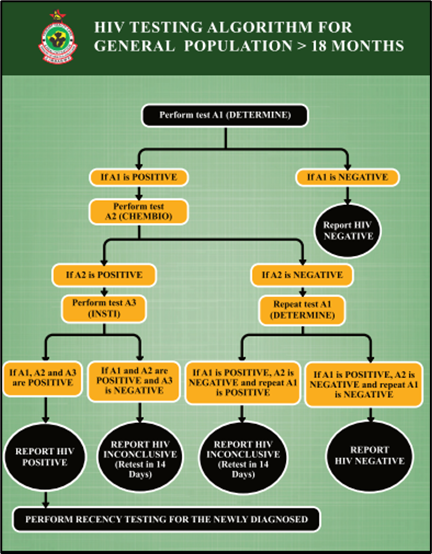 HIV TESTING ALGORITHM FOR
GENERAL POPULATION > 18 MONTHS
Perform test A1 (DETERMINE)
If A1 is POSITIVE
If A1 is NEGATIVE
Perform test
A2 (CHEMBIO)
Report HIV
NEGATIVE
If A2 is POSITIVE
If A2 is NEGATIVE
Perform test A3
(INSTI)
Repeat test A1
(DETERMINE)
If A1, A2 and A3
are POSITIVE
If A1 and A2 are
POSITIVE and A3
is NEGATIVE
If A1 is POSITIVE, A2 is
NEGATIVE and repeat A1
is POSITIVE
If A1 is POSITIVE, A2 is
NEGATIVE and repeat A1
is NEGATIVE
REPORT HIV
POSITIVE
REPORT HIV
INCONCLUSIVE
(Retest in 14
Days)
REPORT HIV
INCONCLUSIVE
(Retest in 14
Days)
REPORT
HIV NEGATIVE
PERFORM RECENCY TESTING FOR THE NEWLY DIAGNOSED